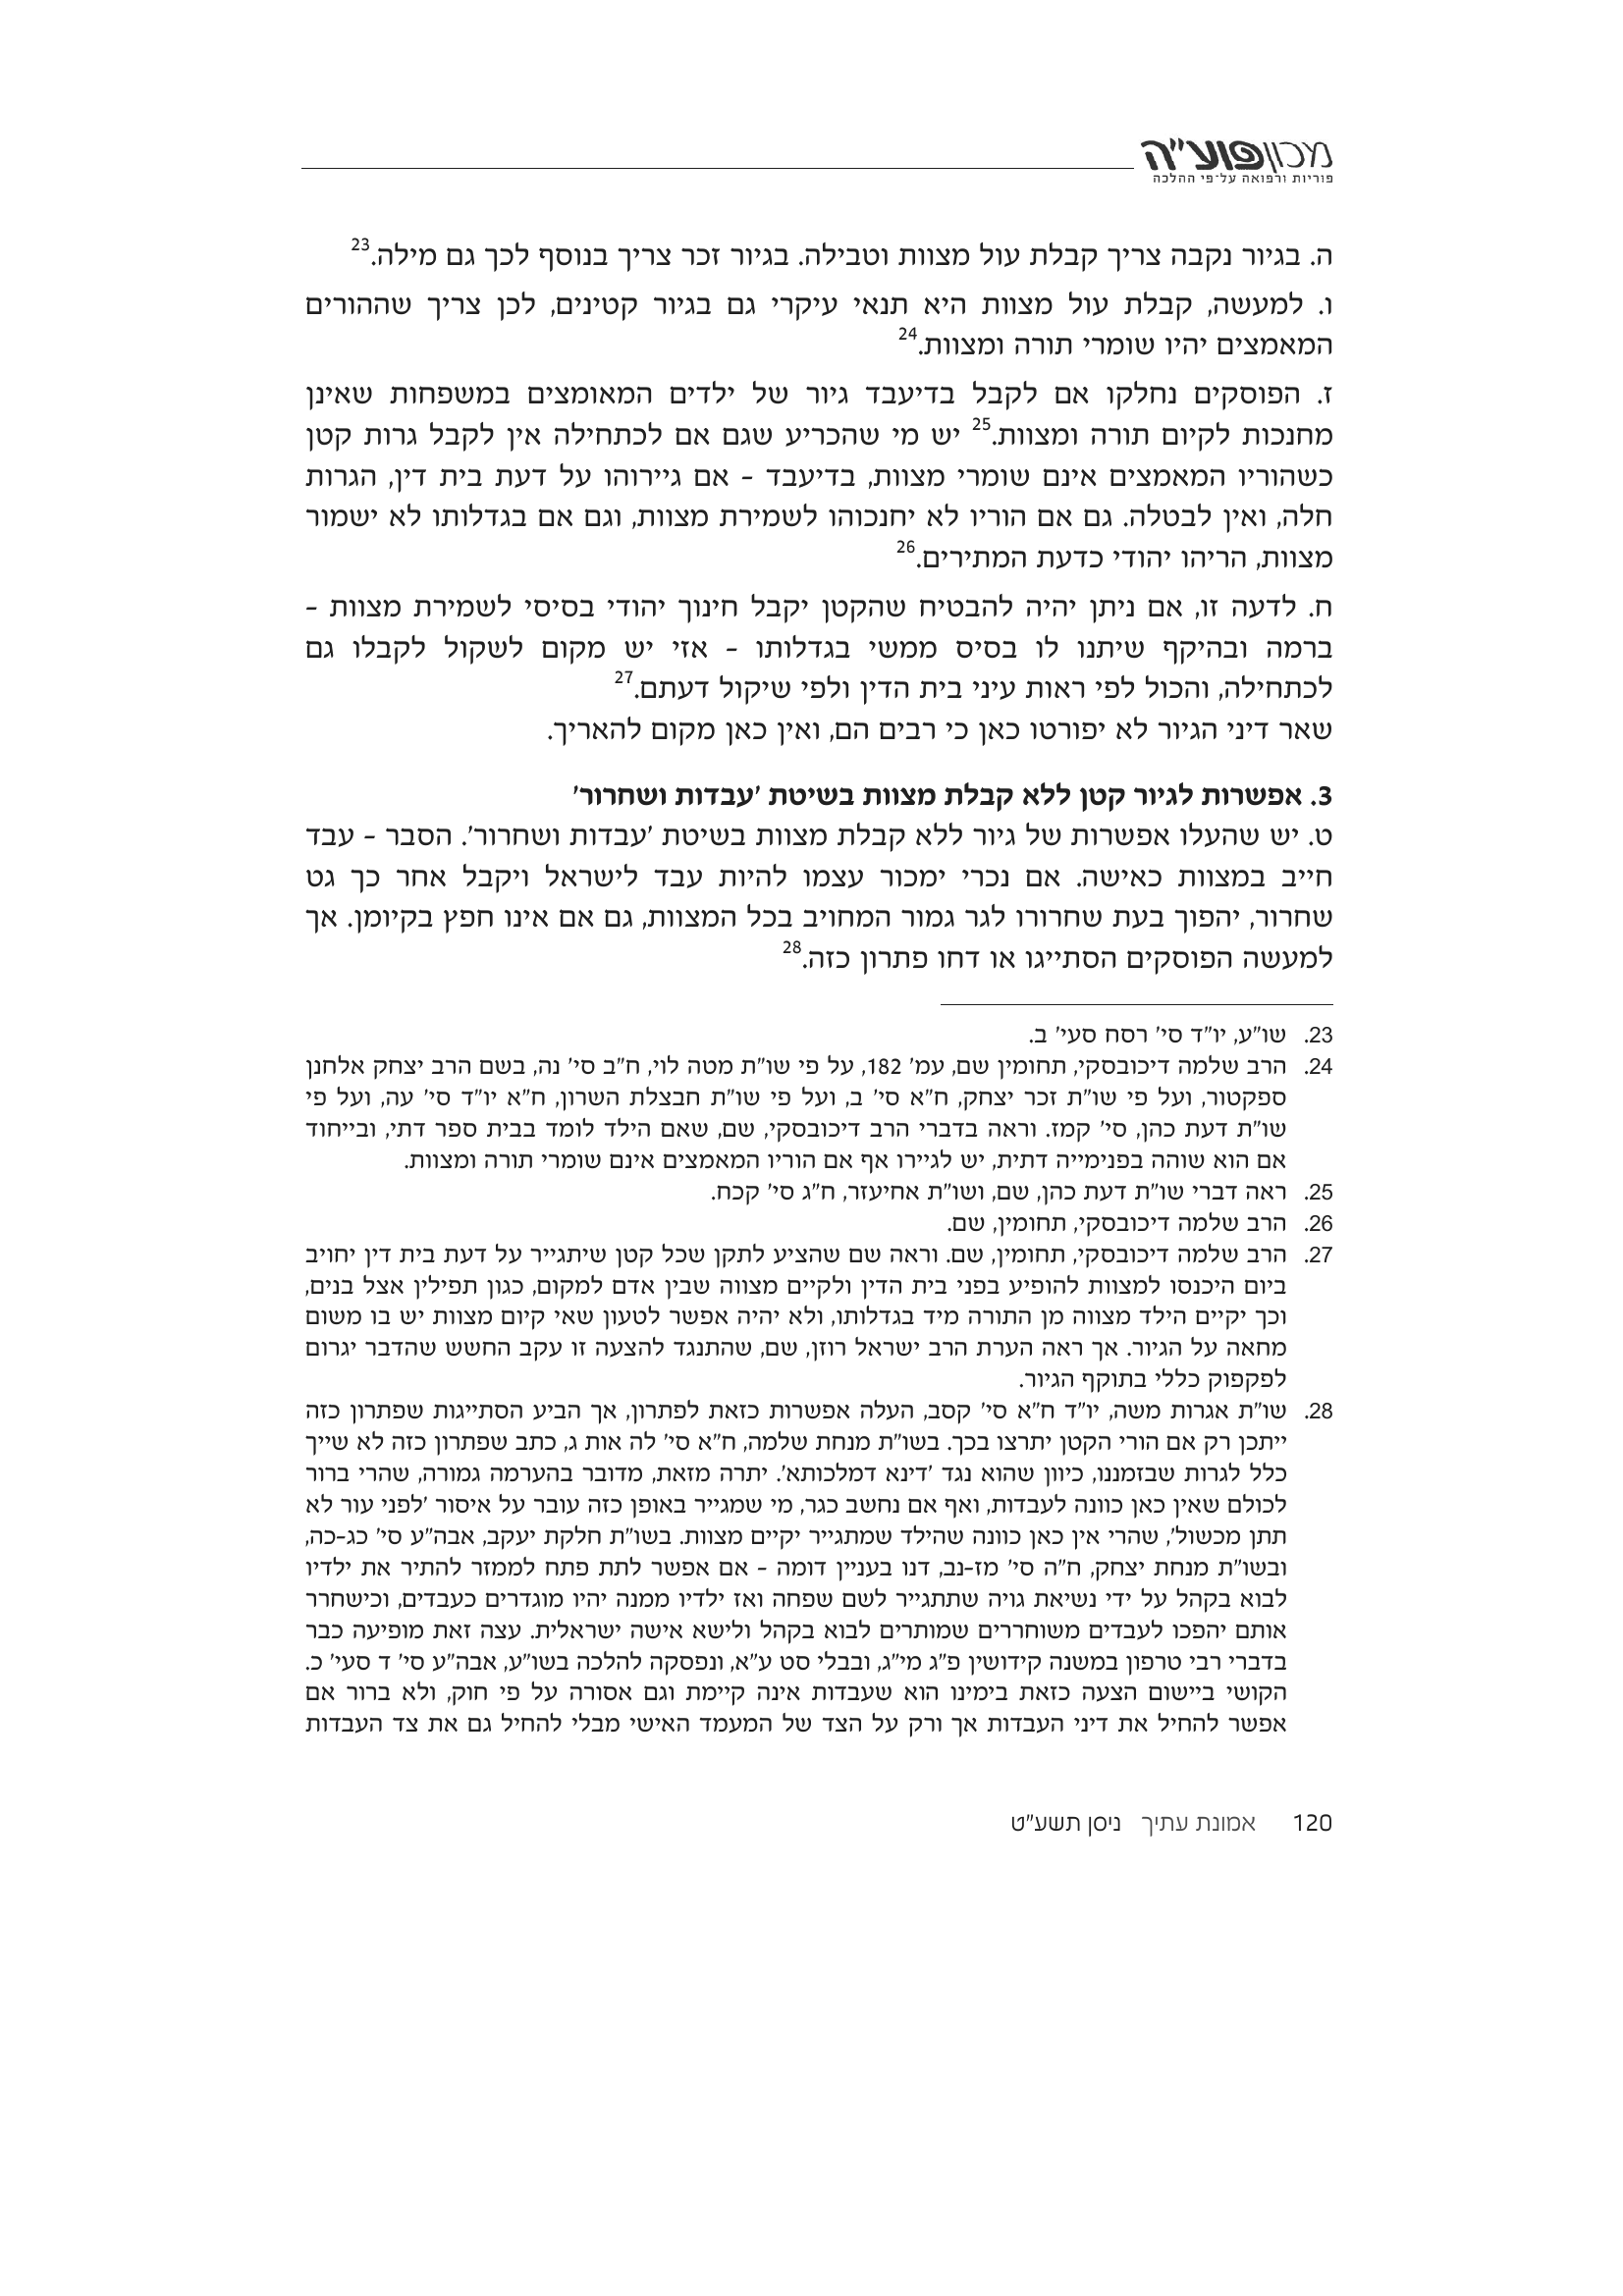 מכון פוע"ה
פוריות ורפואה על־פי ההלכה
ה. בגיור נקבה צריך קבלת עול מצוות וטבילה. בגיור זכר צריך בנוסף לכך גם מילה.23
ו. למעשה, קבלת עול מצוות היא תנאי עיקרי גם בגיור קטינים, לכן צריך שההורים
המאמצים יהיו שומרי תורה ומצוות.24
ז. הפוסקים נחלקו אם לקבל בדיעבד גיור של ילדים המאומצים במשפחות שאינן
מחנכות לקיום תורה ומצוות.25 יש מי שהכריע שגם אם לכתחילה אין לקבל גרות קטן
כשהוריו המאמצים אינם שומרי מצוות, בדיעבד – אם גיירוהו על דעת בית דין, הגרות
חלה, ואין לבטלה. גם אם הוריו לא יחנכוהו לשמירת מצוות, וגם אם בגדלותו לא ישמור
מצוות, הריהו יהודי כדעת המתירים.26
ח. לדעה זו, אם ניתן יהיה להבטיח שהקטן יקבל חינוך יהודי בסיסי לשמירת מצוות –
ברמה ובהיקף שיתנו לו בסיס ממשי בגדלותו – אזי יש מקום לשקול לקבלו גם
לכתחילה, והכול לפי ראות עיני בית הדין ולפי שיקול דעתם.27
שאר דיני הגיור לא יפורטו כאן כי רבים הם, ואין כאן מקום להאריך.
3. אפשרות לגיור קטן ללא קבלת מצוות בשיטת 'עבדות ושחרור'
ט. יש שהעלו אפשרות של גיור ללא קבלת מצוות בשיטת 'עבדות ושחרור'. הסבר – עבד
חייב במצוות כאישה. אם נכרי ימכור עצמו להיות עבד לישראל ויקבל אחר כך גט
שחרור, יהפוך בעת שחרורו לגר גמור המחויב בכל המצוות, גם אם אינו חפץ בקיומן. אך
למעשה הפוסקים הסתייגו או דחו פתרון כזה.28
23. שו"ע, יו"ד סי' רסח סעי' ב.
24. הרב שלמה דיכובסקי, תחומין שם, עמ' 182, על פי שו"ת מטה לוי, ח"ב סי' נה, בשם הרב יצחק אלחנן
ספקטור, ועל פי שו"ת זכר יצחק, ח"א סי' ב, ועל פי שו"ת חבצלת השרון, ח"א יו"ד סי' עה, ועל פי
שו"ת דעת כהן, סי' קמז. וראה בדברי הרב דיכובסקי, שם, שאם הילד לומד בבית ספר דתי, ובייחוד
אם הוא שוהה בפנימייה דתית, יש לגיירו אף אם הוריו המאמצים אינם שומרי תורה ומצוות.
25. ראה דברי שו"ת דעת כהן, שם, ושו"ת אחיעזר, ח"ג סי' קכח.
26. הרב שלמה דיכובסקי, תחומין, שם.
27. הרב שלמה דיכובסקי, תחומין, שם. וראה שם שהציע לתקן שכל קטן שיתגייר על דעת בית דין יחויב
ביום היכנסו למצוות להופיע בפני בית הדין ולקיים מצווה שבין אדם למקום, כגון תפילין אצל בנים,
וכך יקיים הילד מצווה מן התורה מיד בגדלותו, ולא יהיה אפשר לטעון שאי קיום מצוות יש בו משום
מחאה על הגיור. אך ראה הערת הרב ישראל רוזן, שם, שהתנגד להצעה זו עקב החשש שהדבר יגרום
לפקפוק כללי בתוקף הגיור.
28. שו"ת אגרות משה, יו"ד ח"א סי' קסב, העלה אפשרות כזאת לפתרון, אך הביע הסתייגות שפתרון כזה
ייתכן רק אם הורי הקטן יתרצו בכך. בשו"ת מנחת שלמה, ח"א סי' לה אות ג, כתב שפתרון כזה לא שייך
כלל לגרות שבזמננו, כיוון שהוא נגד 'דינא דמלכותא'. יתרה מזאת, מדובר בהערמה גמורה, שהרי ברור
לכולם שאין כאן כוונה לעבדות, ואף אם נחשב כגר, מי שמגייר באופן כזה עובר על איסור 'לפני עור לא
תתן מכשול', שהרי אין כאן כוונה שהילד שמתגייר יקיים מצוות. בשו"ת חלקת יעקב, אבה"ע סי' כג-כה,
ובשו"ת מנחת יצחק, ח"ה סי' מז-נב, דנו בעניין דומה – אם אפשר לתת פתח לממזר להתיר את ילדיו
לבוא בקהל על ידי נשיאת גויה שתתגייר לשם שפחה ואז ילדיו ממנה יהיו מוגדרים כעבדים, וכישחרר
אותם יהפכו לעבדים משוחררים שמותרים לבוא בקהל ולישא אישה ישראלית. עצה זאת מופיעה כבר
בדברי רבי טרפון במשנה קידושין פ"ג מי"ג, ובבלי סט ע"א, ונפסקה להלכה בשו"ע, אבה"ע סי' ד סעי' כ.
הקושי ביישום הצעה כזאת בימינו הוא שעבדות אינה קיימת וגם אסורה על פי חוק, ולא ברור אם
אפשר להחיל את דיני העבדות אך ורק על הצד של המעמד האישי מבלי להחיל גם את צד העבדות
120 אמונת עתיך ניסן תשע"ט